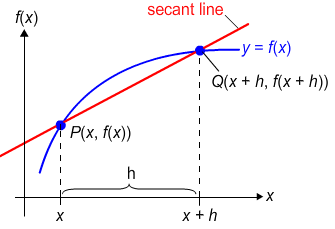 f(x)
secant line
y = f(x)
Q(x + h, f(x + h))
P(x, f(x))
h
x
x
x + h